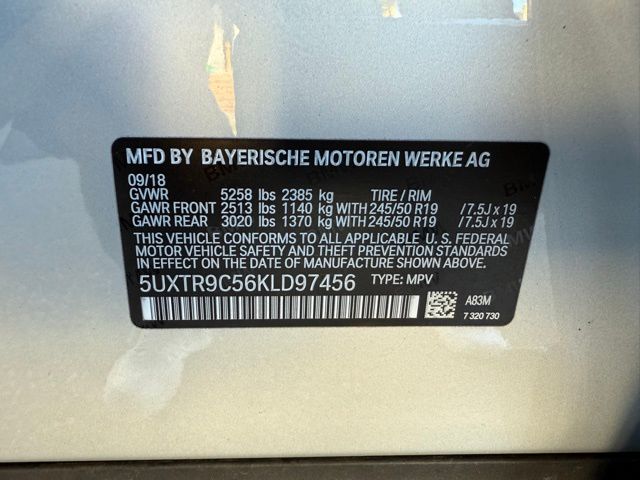 MFD BY BAYERISCHE MOTOREN WERKE AG
09/18
GVWR 5258 lbs 2385 kg TIRE / RIM
GAWR FRONT 2513 lbs 1140 kg WITH 245/50 R19 /7.5J x 19
GAWR REAR 3020 lbs 1370 kg WITH 245/50 R19 /7.5J x 19
THIS VEHICLE CONFORMS TO ALL APPLICABLE U. S. FEDERAL
MOTOR VEHICLE SAFETY AND THEFT PREVENTION STANDARDS
IN EFFECT ON THE DATE OF MANUFACTURE SHOWN ABOVE.
5UXTR9C56KLD97456 TYPE: MPV
A83M
7 320 730